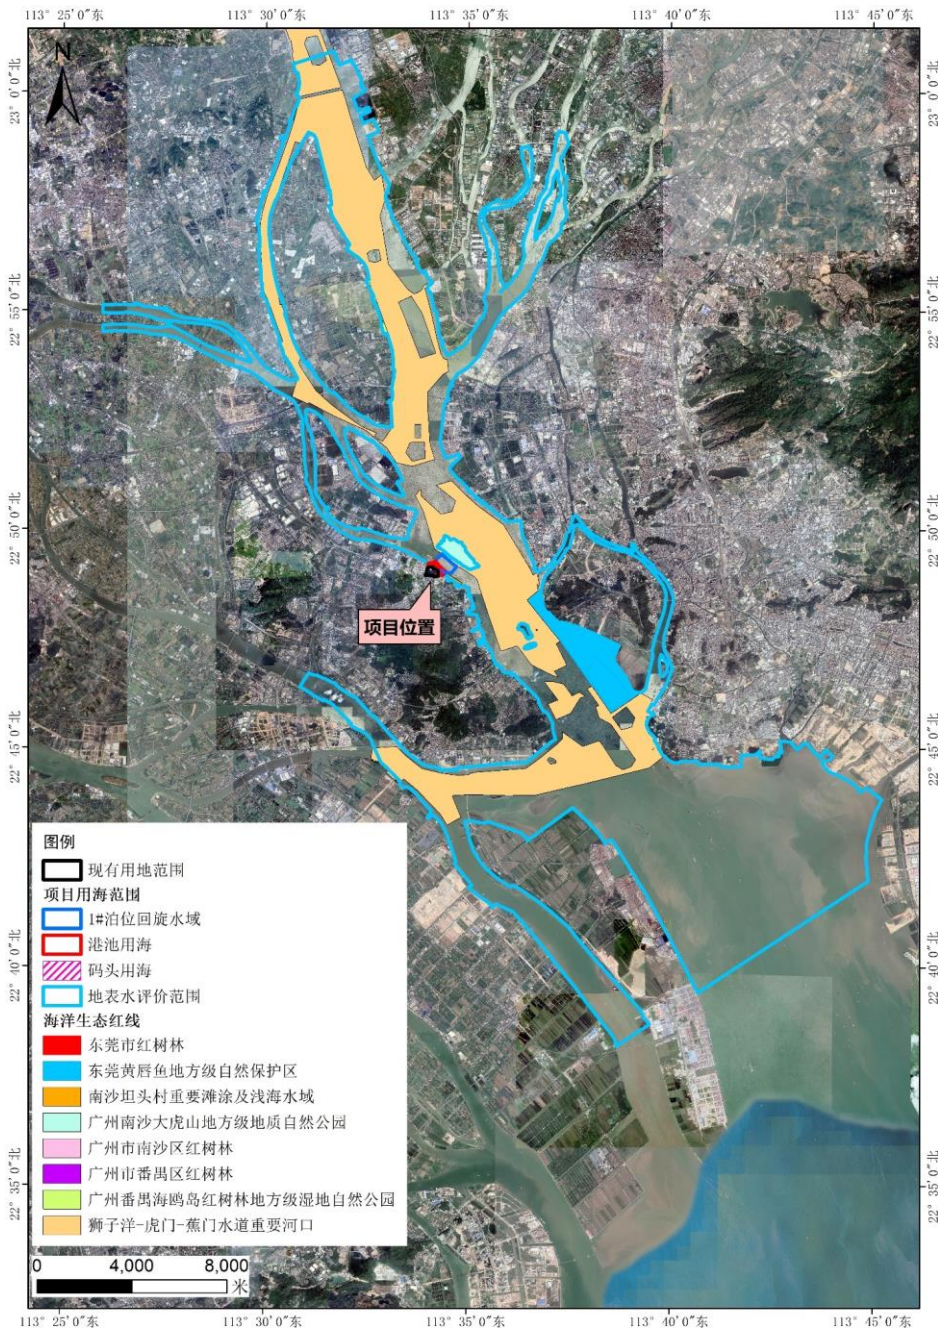 113° 25'0"东
113° 30'0"东
113° 35'0"东
113° 40'0"东
113° 45'0"东
N
23° 0'0"北
23° 0'0"北
22° 55'0"北
22° 55'0"北
22° 50'0"北
22° 50'0"北
项目位置
22° 45'0"北
22° 45'0"北
图例
现有用地范围
项目用海范围
1#泊位回旋水域
港池用海
码头用海
地表水评价范围
海洋生态红线
东莞市红树林
东莞黄唇鱼地方级自然保护区
南沙坦头村重要滩涂及浅海水域
广州南沙大虎山地方级地质自然公园
广州市南沙区红树林
广州市番禺区红树林
广州番禺海鸥岛红树林地方级湿地自然公园
狮子洋-虎门-蕉门水道重要河口
22° 40'0"北
22° 40'0"北
22° 35'0"北
22° 35'0"北
0 4,000 8,000
米
113° 25'0"东
113° 30'0"东
113° 35'0"东
113° 40'0"东
113° 45'0"东